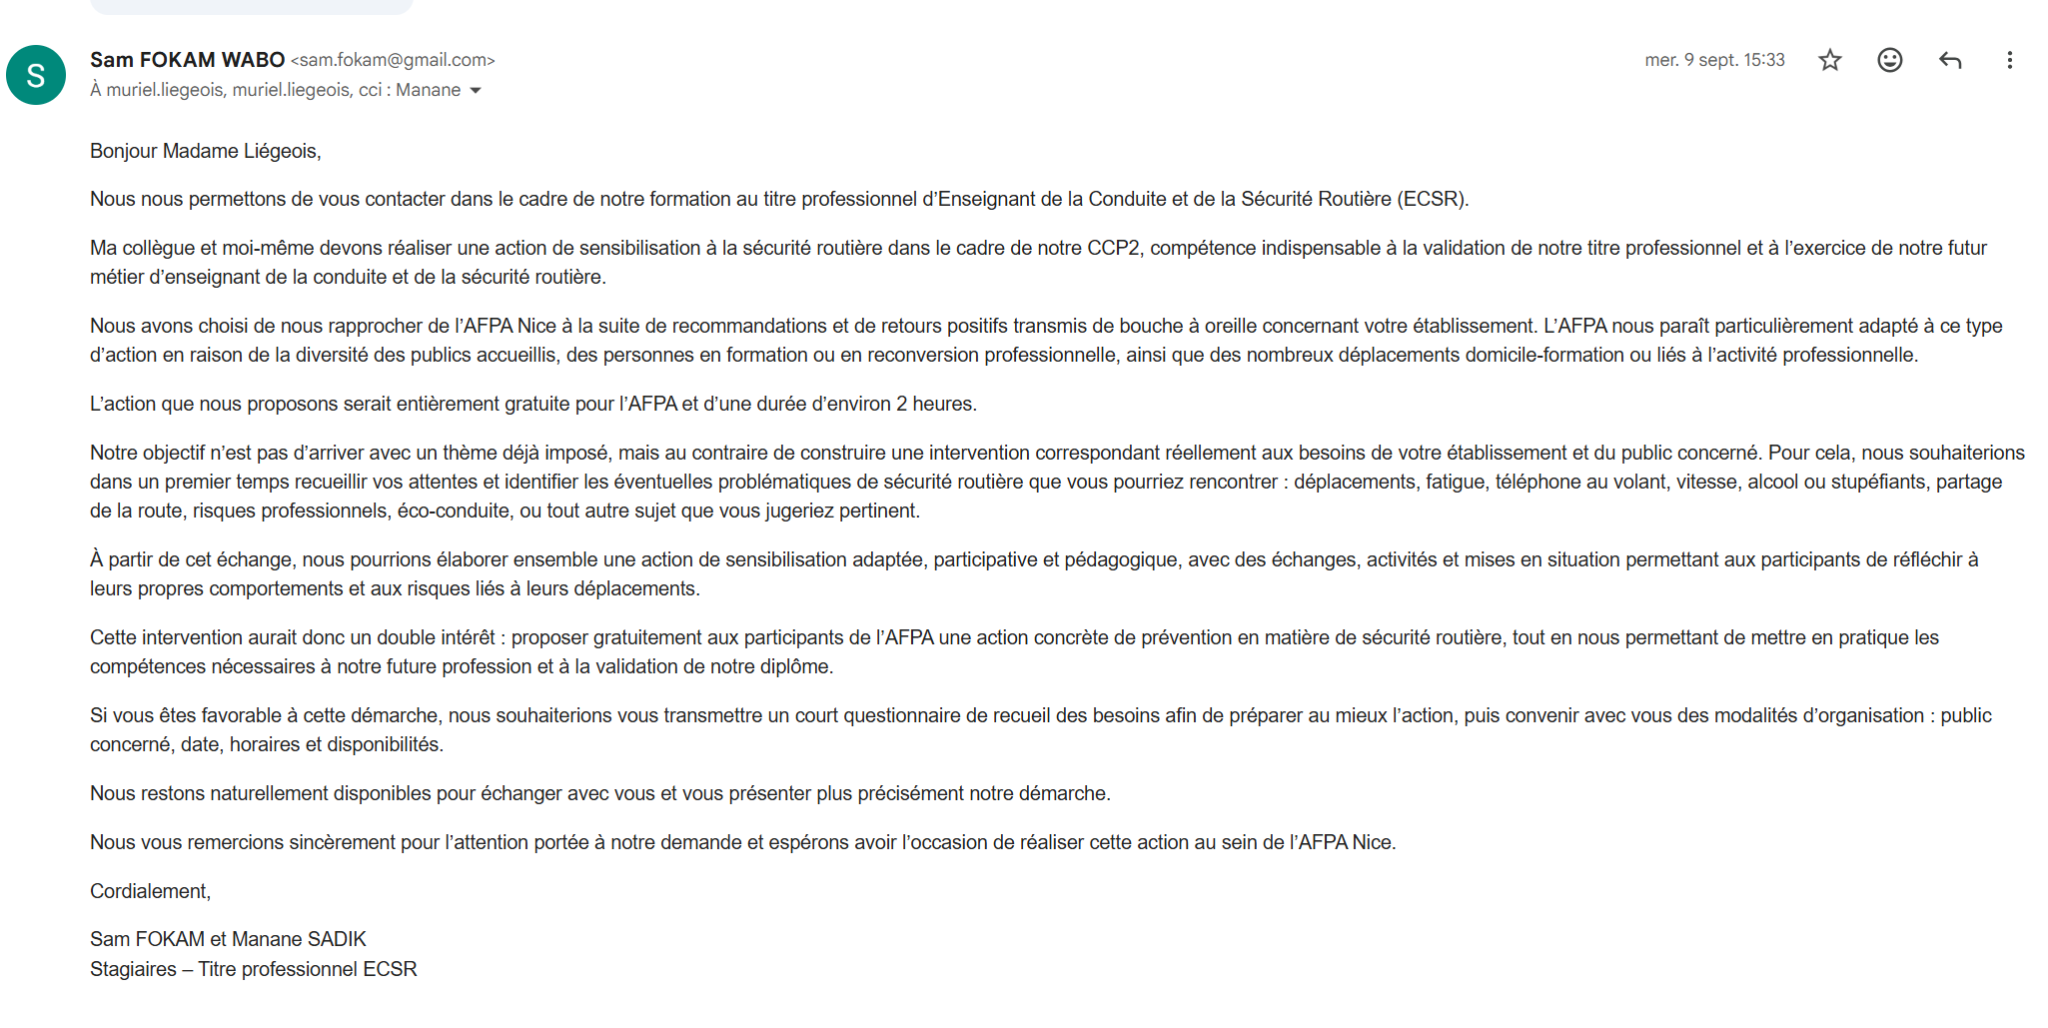 S
Sam FOKAM WABO <sam.fokam@gmail.com>
mer. 9 sept. 15:33
À muriel.liegeois, muriel.liegeois, cci : Manane
Bonjour Madame Liégeois,
Nous nous permettons de vous contacter dans le cadre de notre formation au titre professionnel d’Enseignant de la Conduite et de la Sécurité Routière (ECSR).
Ma collègue et moi-même devons réaliser une action de sensibilisation à la sécurité routière dans le cadre de notre CCP2, compétence indispensable à la validation de notre titre professionnel et à l’exercice de notre futur
métier d’enseignant de la conduite et de la sécurité routière.
Nous avons choisi de nous rapprocher de l’AFPA Nice à la suite de recommandations et de retours positifs transmis de bouche à oreille concernant votre établissement. L’AFPA nous paraît particulièrement adapté à ce type
d’action en raison de la diversité des publics accueillis, des personnes en formation ou en reconversion professionnelle, ainsi que des nombreux déplacements domicile-formation ou liés à l’activité professionnelle.
L’action que nous proposons serait entièrement gratuite pour l’AFPA et d’une durée d’environ 2 heures.
Notre objectif n’est pas d’arriver avec un thème déjà imposé, mais au contraire de construire une intervention correspondant réellement aux besoins de votre établissement et du public concerné. Pour cela, nous souhaiterions
dans un premier temps recueillir vos attentes et identifier les éventuelles problématiques de sécurité routière que vous pourriez rencontrer : déplacements, fatigue, téléphone au volant, vitesse, alcool ou stupéfiants, partage
de la route, risques professionnels, éco-conduite, ou tout autre sujet que vous jugeriez pertinent.
À partir de cet échange, nous pourrions élaborer ensemble une action de sensibilisation adaptée, participative et pédagogique, avec des échanges, activités et mises en situation permettant aux participants de réfléchir à
leurs propres comportements et aux risques liés à leurs déplacements.
Cette intervention aurait donc un double intérêt : proposer gratuitement aux participants de l’AFPA une action concrète de prévention en matière de sécurité routière, tout en nous permettant de mettre en pratique les
compétences nécessaires à notre future profession et à la validation de notre diplôme.
Si vous êtes favorable à cette démarche, nous souhaiterions vous transmettre un court questionnaire de recueil des besoins afin de préparer au mieux l’action, puis convenir avec vous des modalités d’organisation : public
concerné, date, horaires et disponibilités.
Nous restons naturellement disponibles pour échanger avec vous et vous présenter plus précisément notre démarche.
Nous vous remercions sincèrement pour l’attention portée à notre demande et espérons avoir l’occasion de réaliser cette action au sein de l’AFPA Nice.
Cordialement,
Sam FOKAM et Manane SADIK
Stagiaires – Titre professionnel ECSR